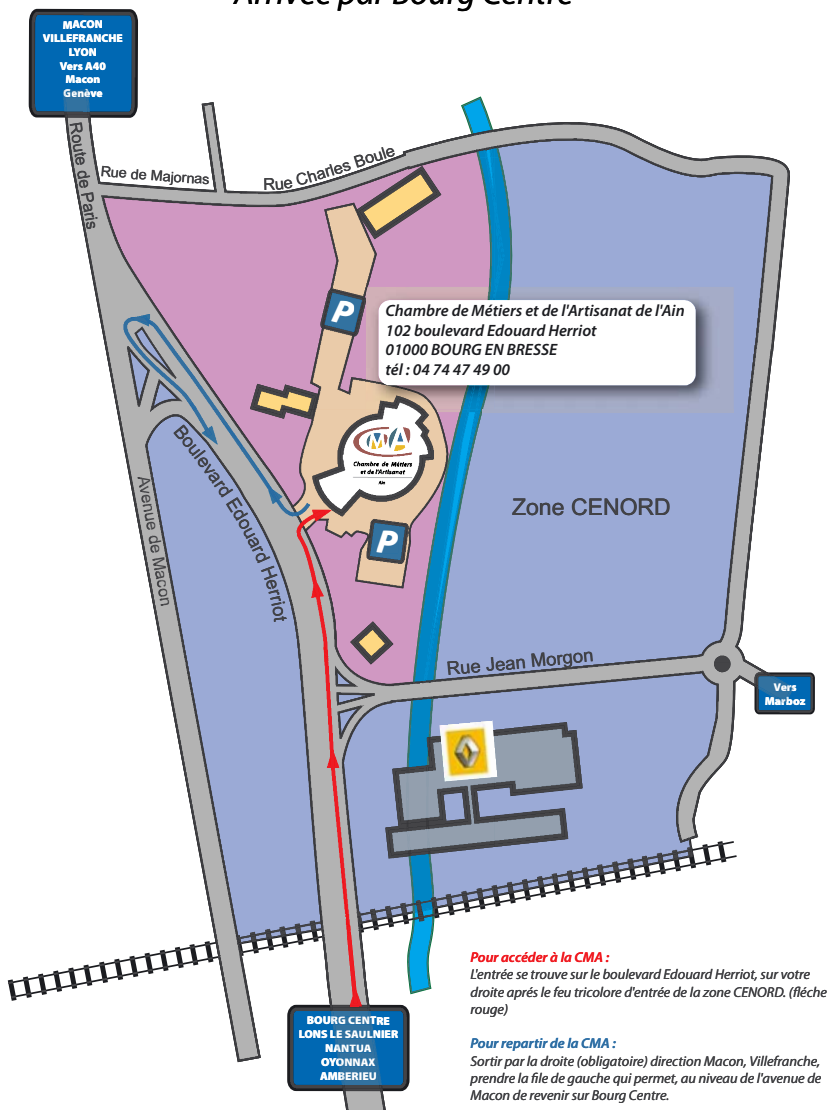 Arrivée par Bourg Centre
MACON
VILLEFRANCHE
LYON
Vers A40
Macon
Genève
Route de Paris
Rue de Majornas
Rue Charles Boule
P
Chambre de Métiers et de l'Artisanat de l'Ain
102 boulevard Edouard Herriot
01000 BOURG EN BRESSE
tél : 04 74 47 49 00
CMA
Chambre de Métiers
et de l'Artisanat
Ain
Boulevard Edouard Herriot
Avenue de Macon
Zone CENORD
P
Rue Jean Morgon
Vers
Marboz
Pour accéder à la CMA :
L'entrée se trouve sur le boulevard Edouard Herriot, sur votre
droite aprés le feu tricolore d'entrée de la zone CENORD. (fléche
rouge)
BOURG CENTRE
LONS LE SAULNIER
NANTUA
OYONNAX
AMBERIEU
Pour repartir de la CMA :
Sortir par la droite (obligatoire) direction Macon, Villefranche,
prendre la file de gauche qui permet, au niveau de l'avenue de
Macon de revenir sur Bourg Centre.